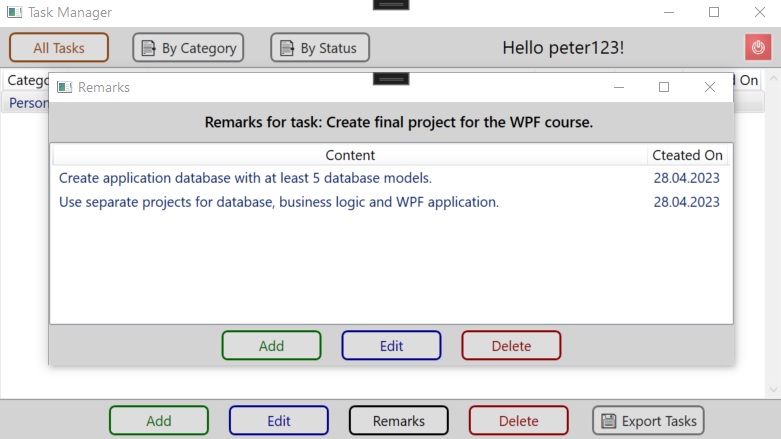 Task Manager
All Tasks By Category By Status Hello peter123!
Remarks
Remarks for task: Create final project for the WPF course.
Content Cteated On
Create application database with at least 5 database models. 28.04.2023
Use separate projects for database, business logic and WPF application. 28.04.2023
Add Edit Delete
On
Add Edit Remarks Delete Export Tasks